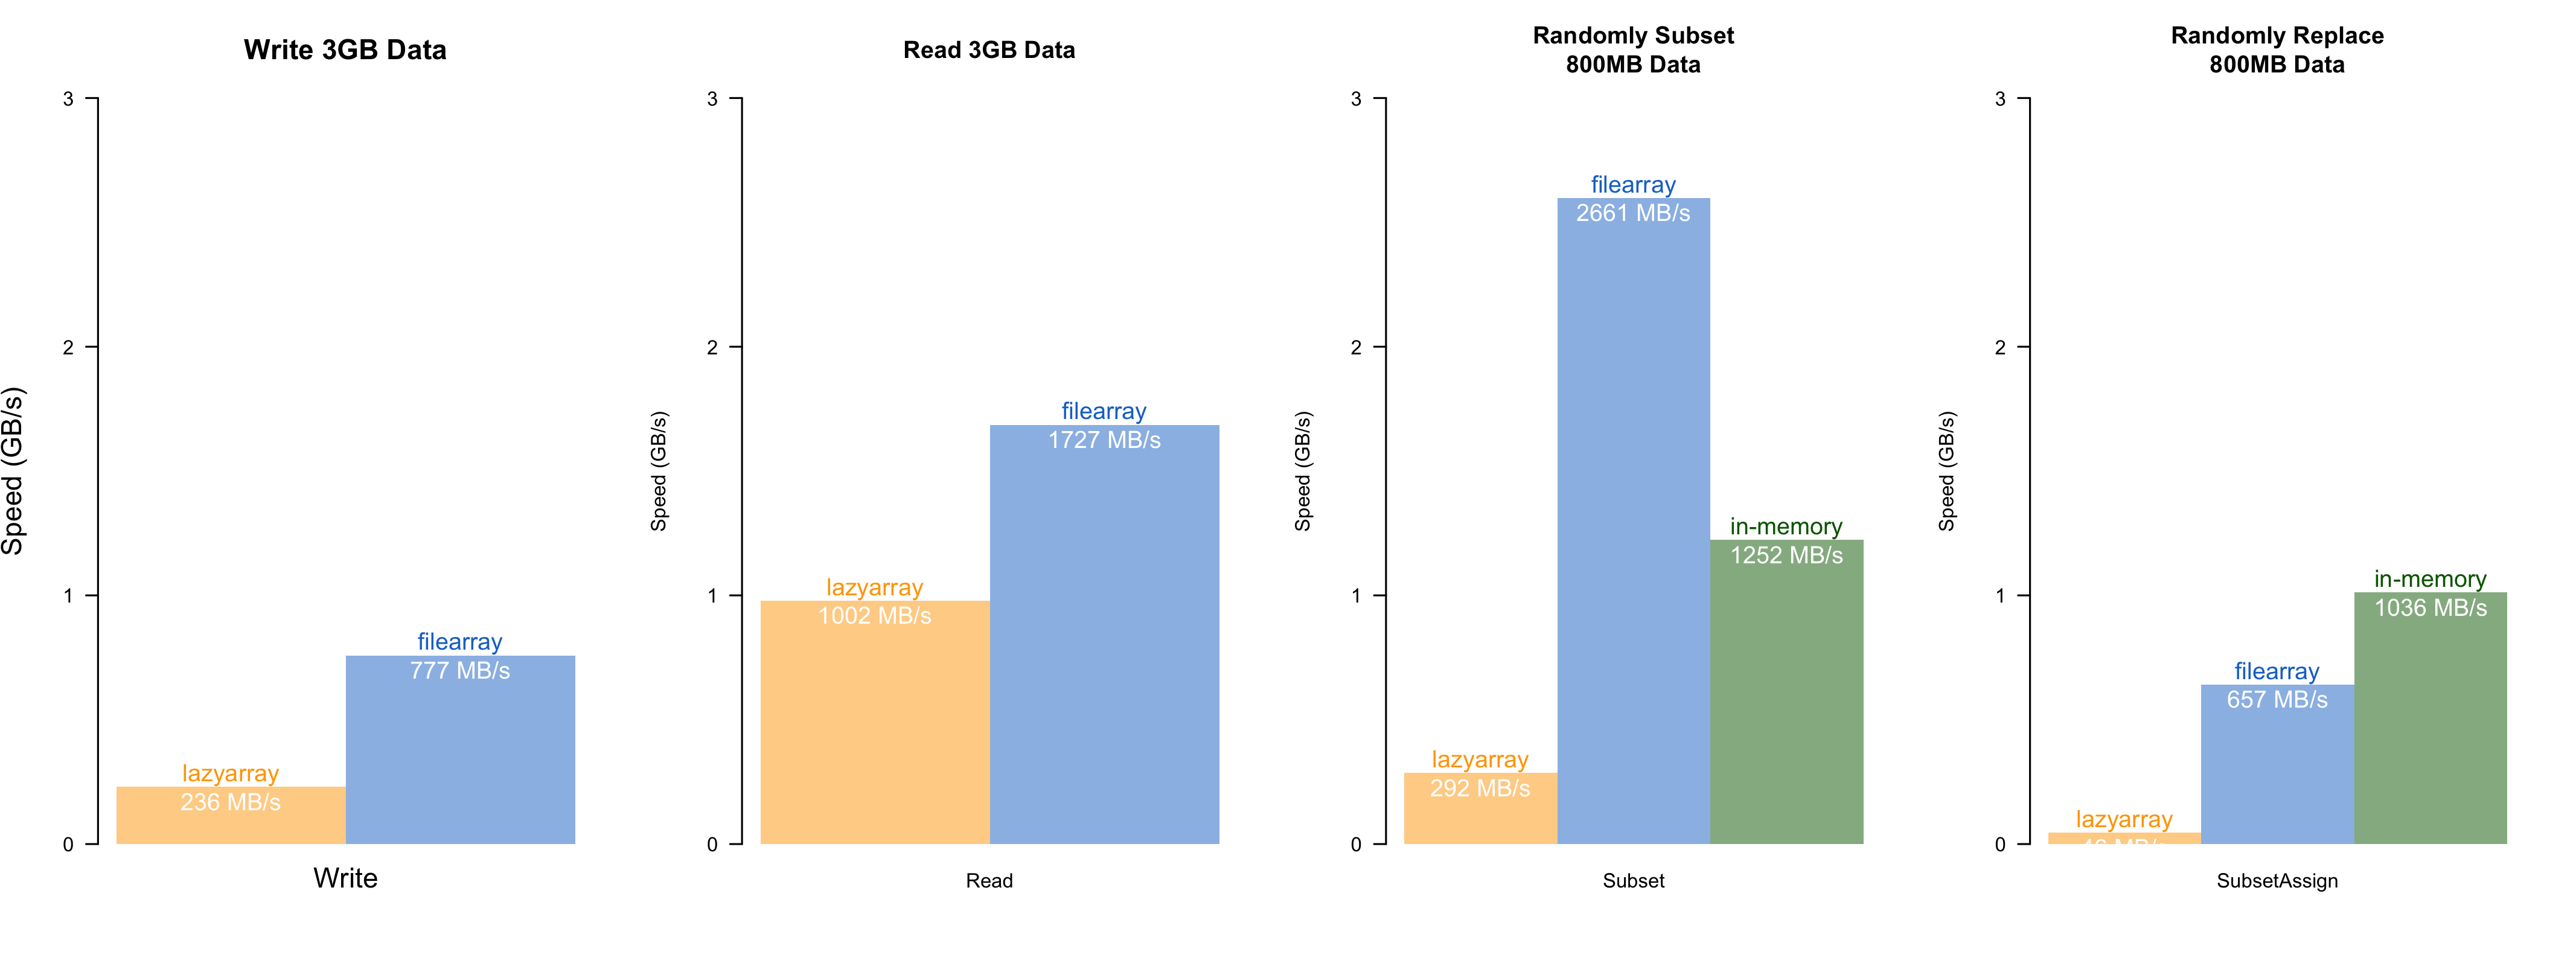 Write 3GB Data
Speed (GB/s)
3
2
1
0
lazyarray
236 MB/s
filearray
777 MB/s
Write
Read 3GB Data
Speed (GB/s)
3
2
1
0
lazyarray
1002 MB/s
filearray
1727 MB/s
Read
Randomly Subset
800MB Data
Speed (GB/s)
3
2
1
0
lazyarray
292 MB/s
filearray
2661 MB/s
in-memory
1252 MB/s
Subset
Randomly Replace
800MB Data
Speed (GB/s)
3
2
1
0
lazyarray
MB/s
filearray
657 MB/s
in-memory
1036 MB/s
SubsetAssign